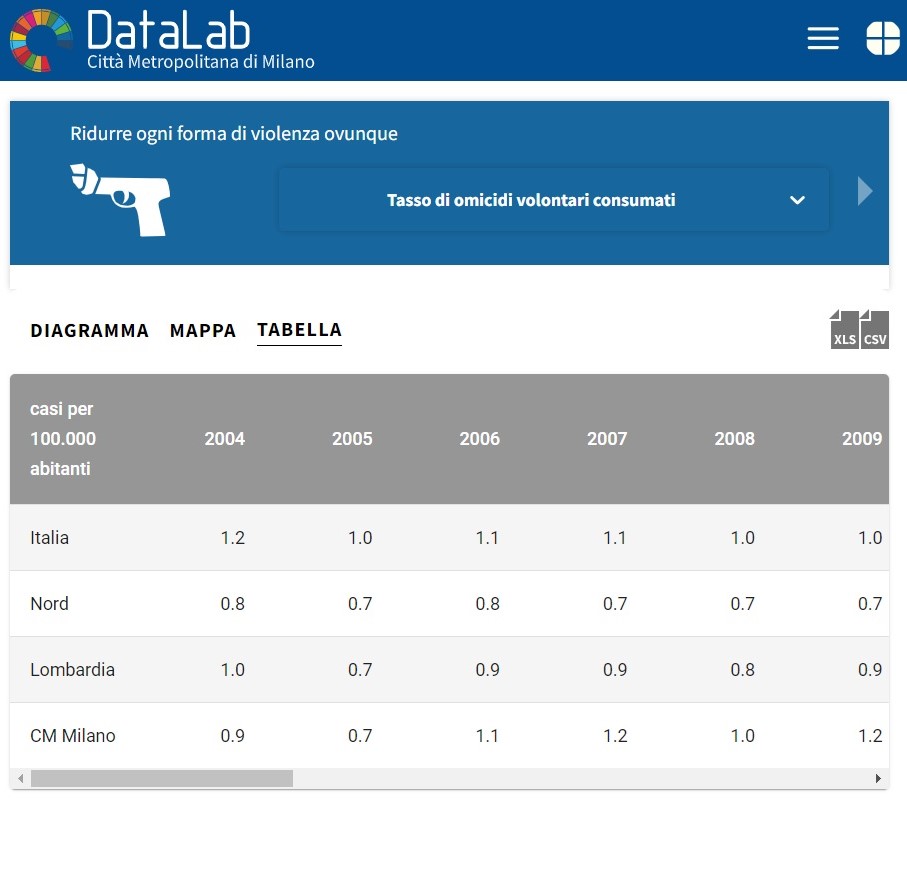 DataLab
Città Metropolitana di Milano
Ridurre ogni forma di violenza ovunque
Tasso di omicidi volontari consumati
DIAGRAMMA MAPPA TABELLA
XLS CSV
casi per
100.000 2004 2005 2006 2007 2008 2009
abitanti
Italia 1.2 1.0 1.1 1.1 1.0 1.0
Nord 0.8 0.7 0.8 0.7 0.7 0.7
Lombardia 1.0 0.7 0.9 0.9 0.8 0.9
CM Milano 0.9 0.7 1.1 1.2 1.0 1.2